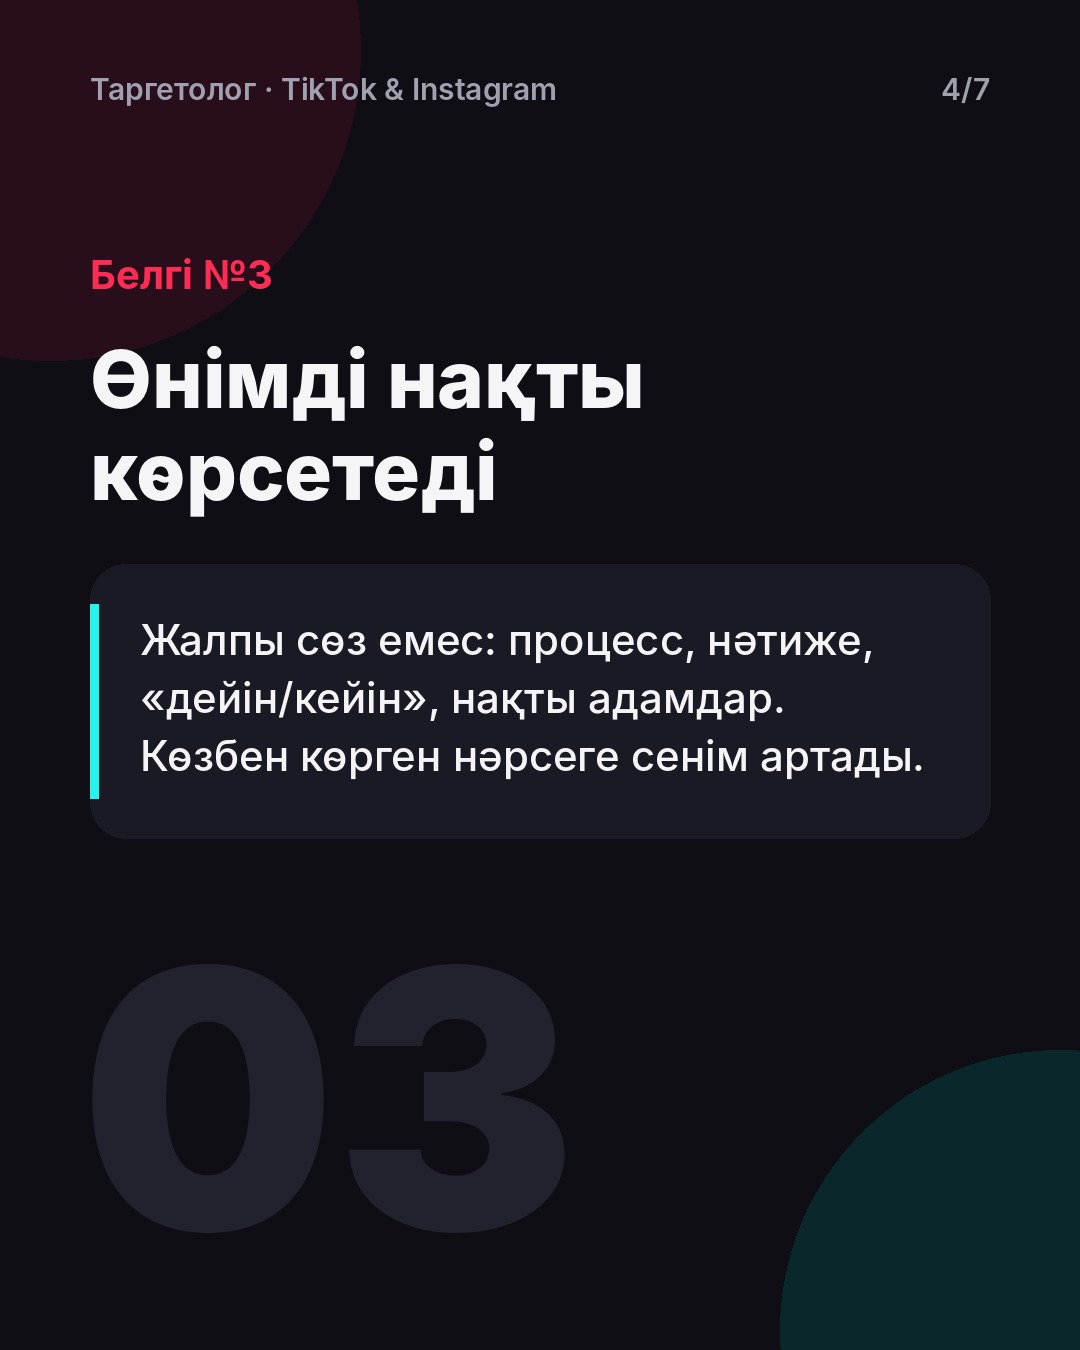 Таргетолог · TikTok & Instagram
4/7
Белгі №3
Өнімді нақты
көрсетеді
Жалпы сөз емес: процесс, нәтиже,
«дейін/кейін», нақты адамдар.
Көзбен көрген нәрсеге сенім артады.
03